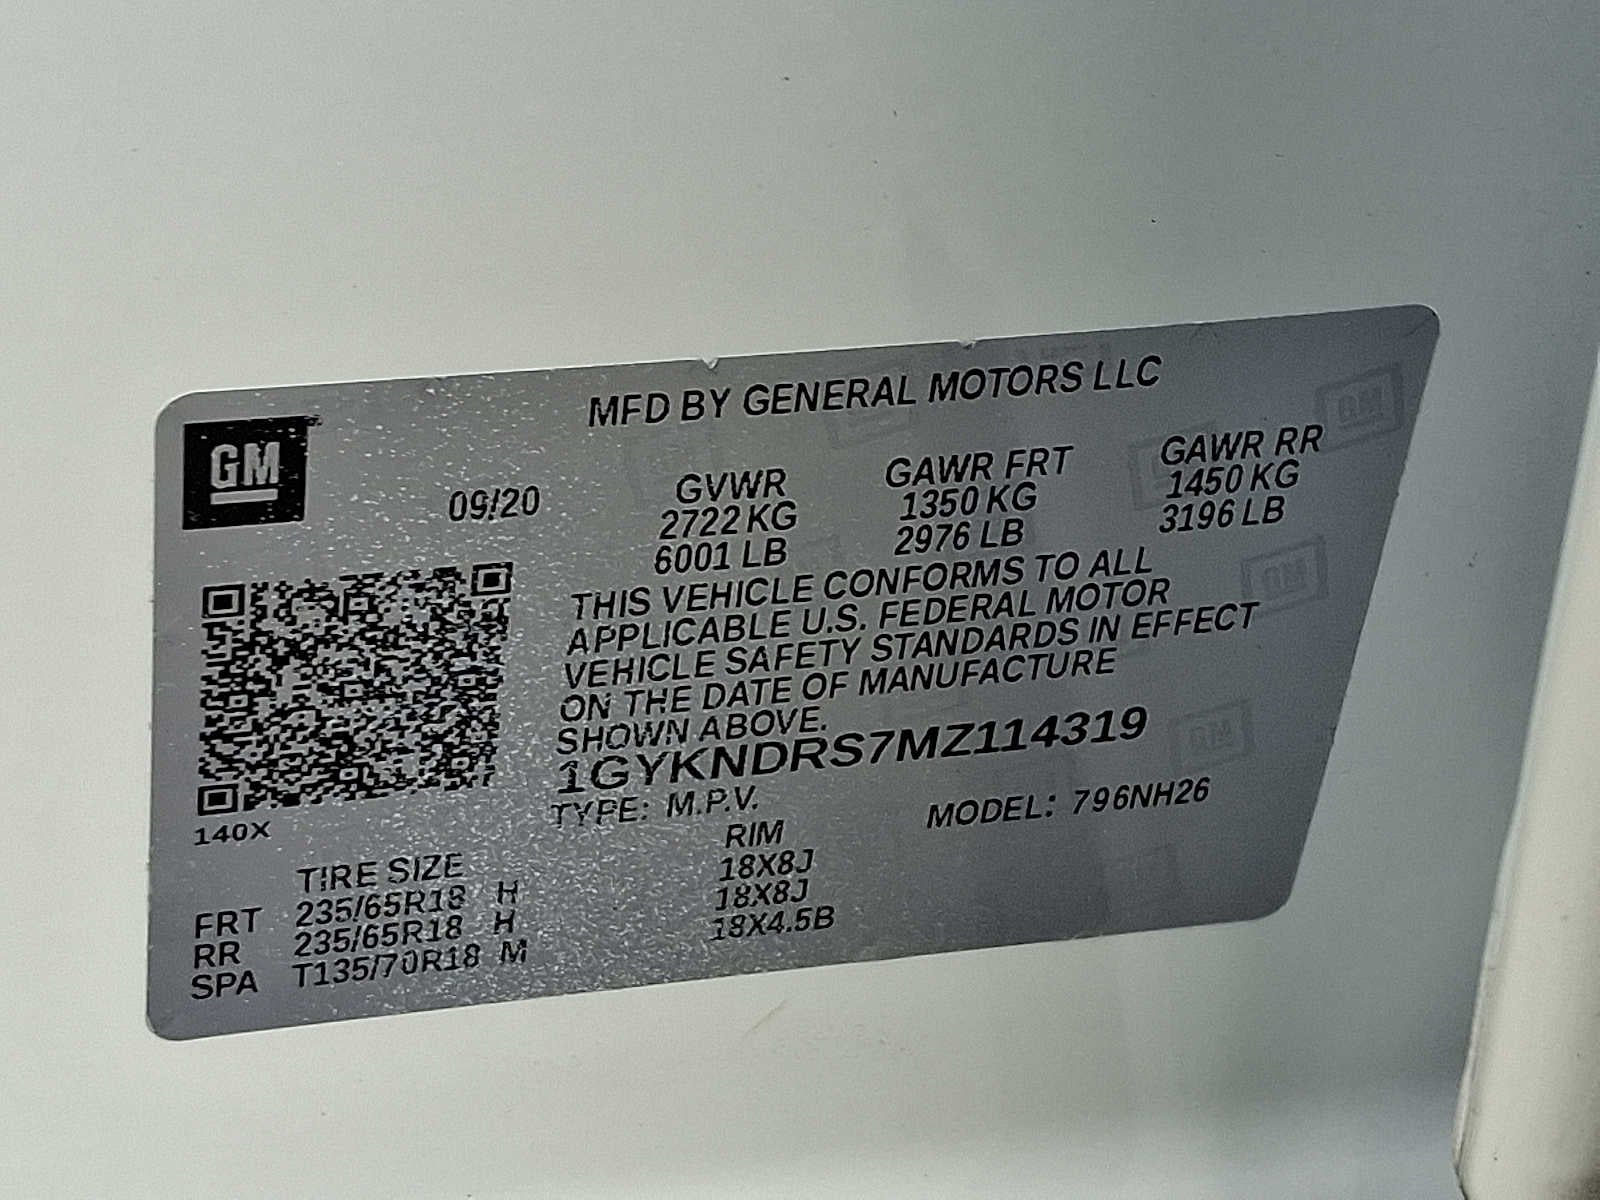 MFD BY GENERAL MOTORS LLC
GM
09/20
GVWR GAWR FRT GAWR RR
2722 KG 1350 KG 1450 KG
6001 LB 2976 LB 3196 LB
THIS VEHICLE CONFORMS TO ALL
APPLICABLE U.S. FEDERAL MOTOR
VEHICLE SAFETY STANDARDS IN EFFECT
ON THE DATE OF MANUFACTURE
SHOWN ABOVE.
1GYKNDRS7MZ114319
TYPE: M.P.V. MODEL: 796NH26
140X
TIRE SIZE RIM
FRT 235/65R18 H 18X8J
RR 235/65R18 H 18X8J
SPA T135/70R18 M 18X4.5B